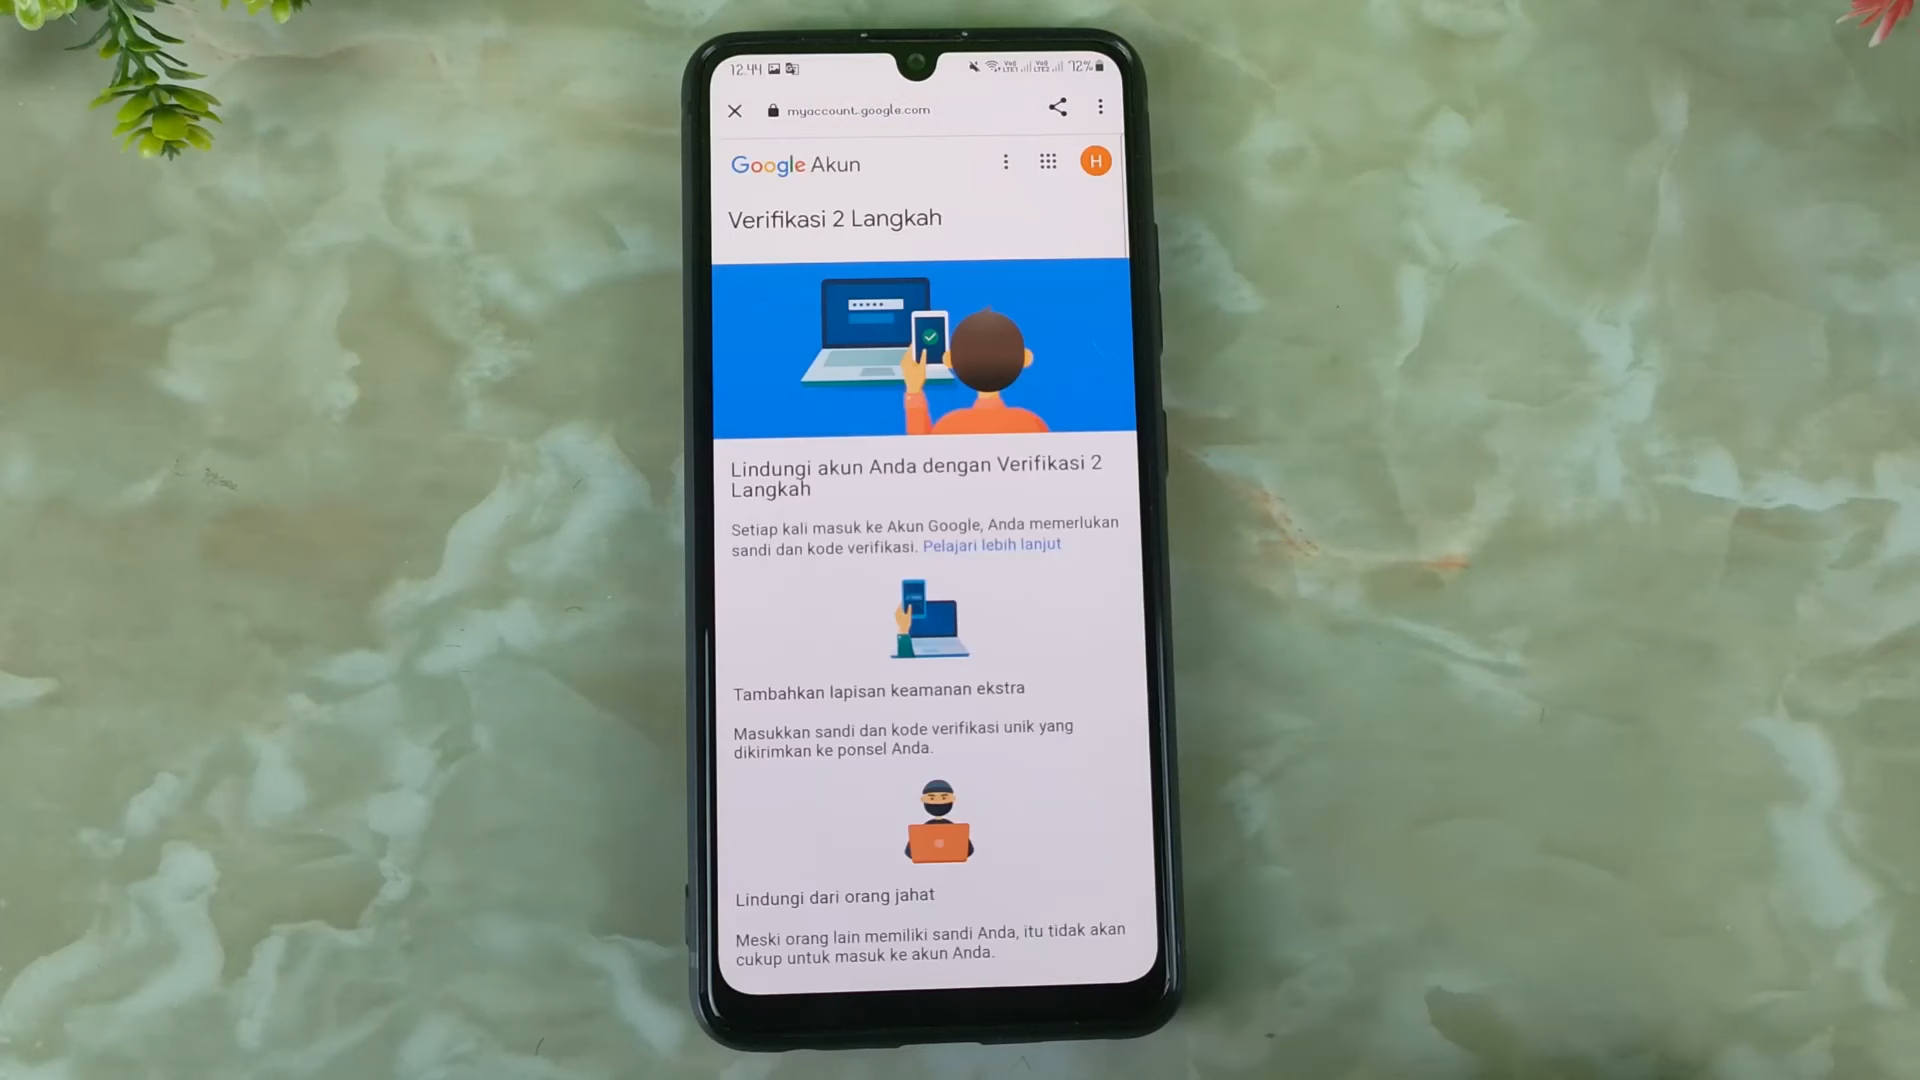 12.44 72%
myaccount.google.com
Google Akun H
Verifikasi 2 Langkah
Lindungi akun Anda dengan Verifikasi 2
Langkah
Setiap kali masuk ke Akun Google, Anda memerlukan
sandi dan kode verifikasi. Pelajari lebih lanjut
Tambahkan lapisan keamanan ekstra
Masukkan sandi dan kode verifikasi unik yang
dikirimkan ke ponsel Anda.
Lindungi dari orang jahat
Meski orang lain memiliki sandi Anda, itu tidak akan
cukup untuk masuk ke akun Anda.